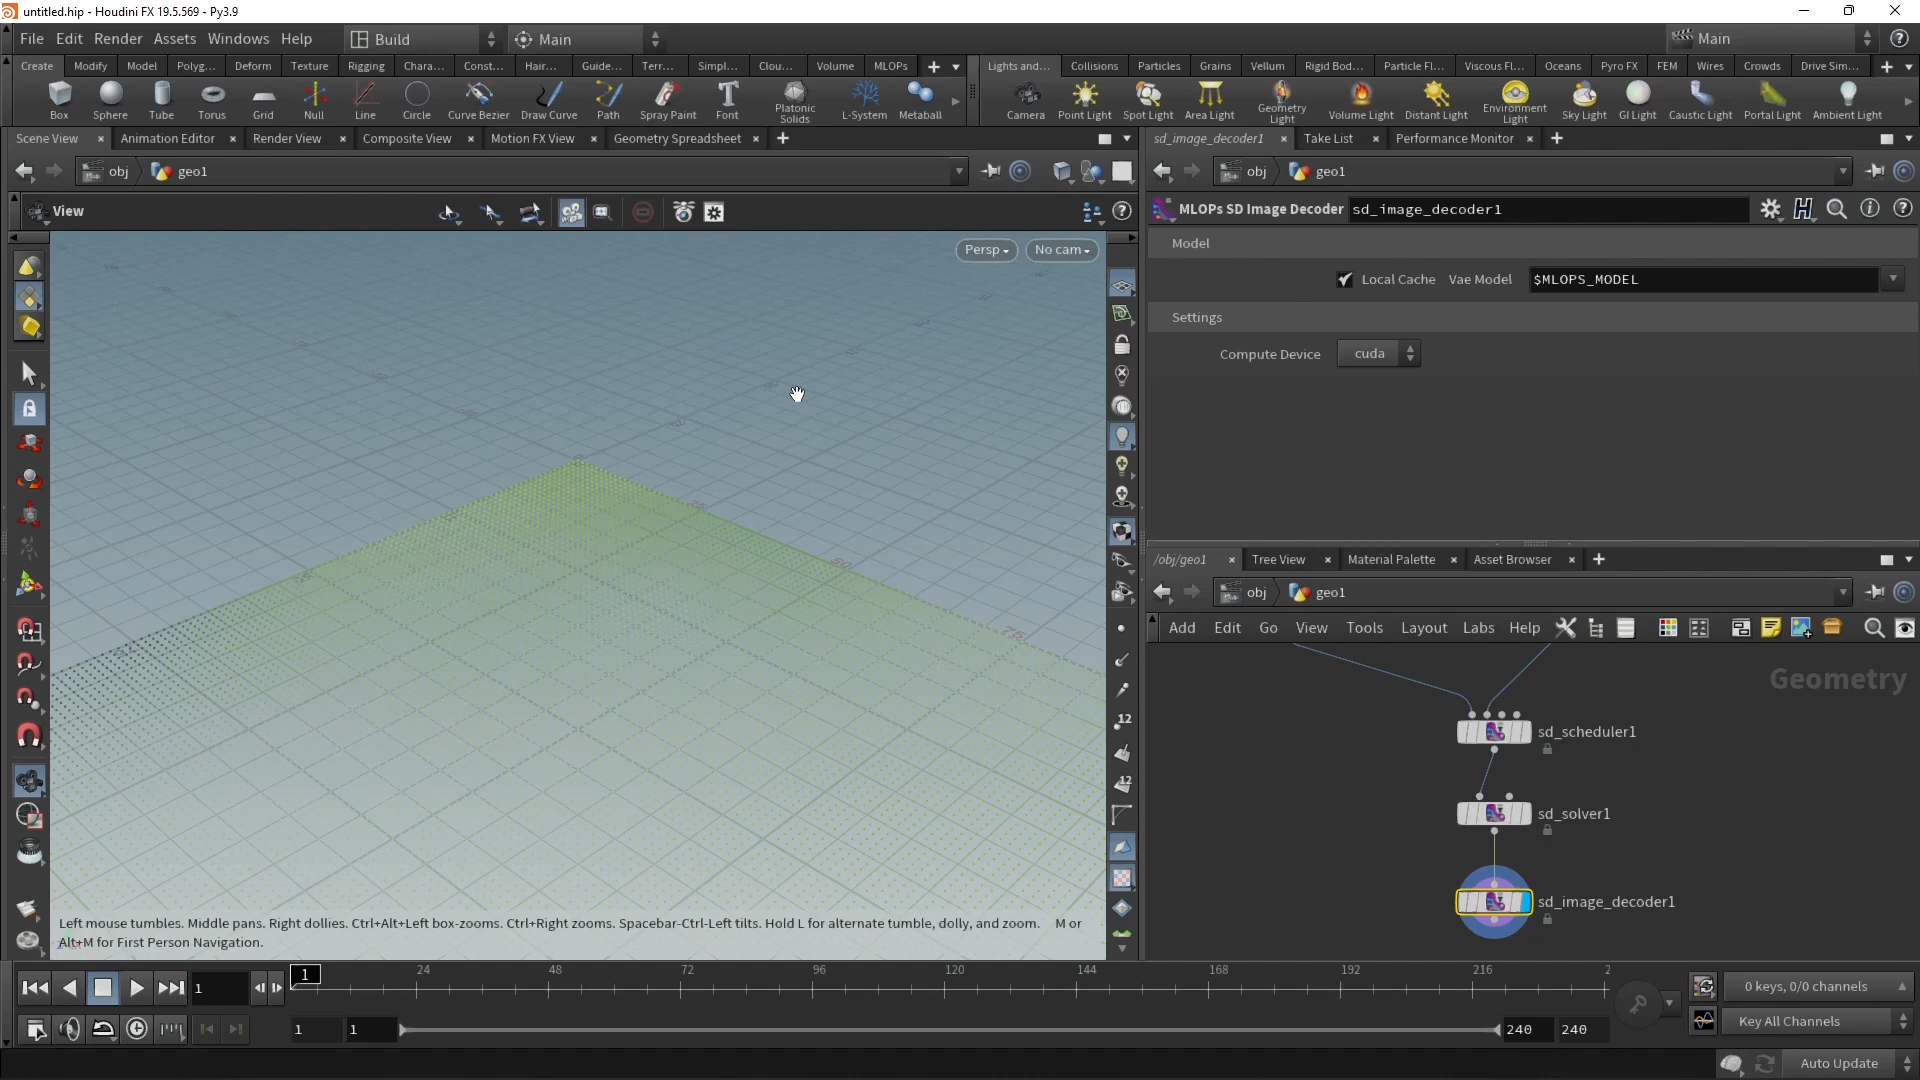 untitled.hip - Houdini FX 19.5.569 - Py3.9
File Edit Render Assets Windows Help Build Main Main
Create Modify Model Polyg... Deform Texture Rigging Chara... Const... Hair... Guide... Terr... Simpl... Clou... Volume MLOPs
Lights and... Collisions Particles Grains Vellum Rigid Bod... Particle Fl... Viscous Fl... Oceans Pyro FX FEM Wires Crowds Drive Sim...
Box Sphere Tube Torus Grid Null Line Circle Curve Bezier Draw Curve Path Spray Paint Font Platonic Solids L-System Metaball
Camera Point Light Spot Light Area Light Geometry Light Volume Light Distant Light Environment Light Sky Light GI Light Caustic Light Portal Light Ambient Light
Scene View Animation Editor Render View Composite View Motion FX View Geometry Spreadsheet
obj geo1
View
Persp No cam
60
75
12
12
Left mouse tumbles. Middle pans. Right dollies. Ctrl+Alt+Left box-zooms. Ctrl+Right zooms. Spacebar-Ctrl-Left tilts. Hold L for alternate tumble, dolly, and zoom. M or
Alt+M for First Person Navigation.
sd_image_decoder1 Take List Performance Monitor
obj geo1
MLOPs SD Image Decoder sd_image_decoder1
Model
Local Cache Vae Model $MLOPS_MODEL
Settings
Compute Device cuda
/obj/geo1 Tree View Material Palette Asset Browser
obj geo1
Add Edit Go View Tools Layout Labs Help
Geometry
sd_scheduler1
sd_solver1
sd_image_decoder1
1 1 24 48 72 96 120 144 168 192 216 2
0 keys, 0/0 channels
1 1 240 240
Key All Channels
Auto Update